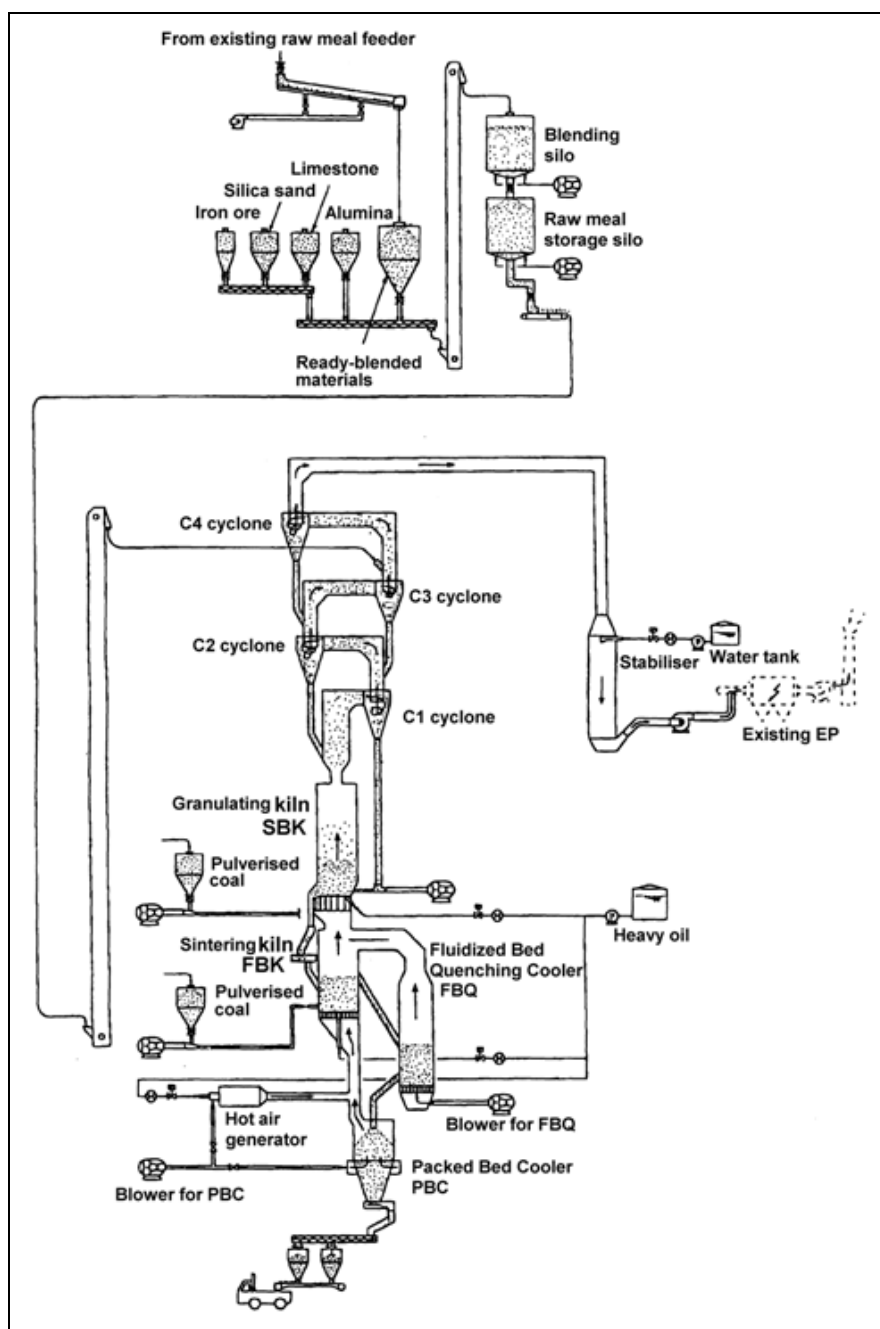 From existing raw meal feeder
Blending
silo
Limestone
Silica sand
Iron ore
Alumina
Raw meal
storage silo
Ready-blended
materials
C4 cyclone
C3 cyclone
C2 cyclone
Stabiliser
Water tank
C1 cyclone
Existing EP
Granulating kiln
SBK
Pulverised
coal
Heavy oil
Sintering kiln
FBK
Fluidized Bed
Quenching Cooler
FBQ
Pulverised
coal
Hot air
generator
Blower for FBQ
Packed Bed Cooler
PBC
Blower for PBC